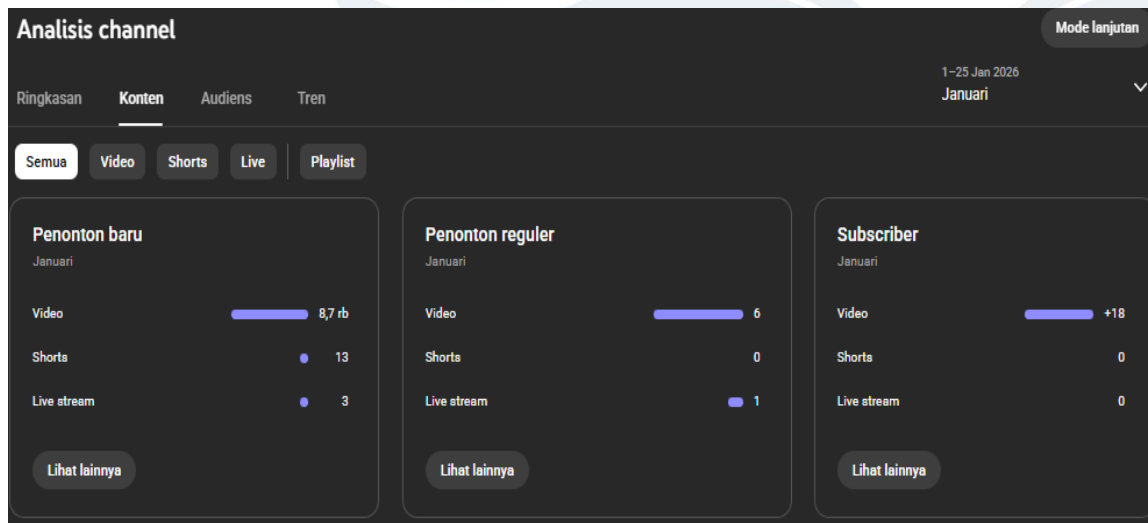 Analisis channel
Mode lanjutan
1–25 Jan 2026
Januari
Ringkasan Konten Audiens Tren
Semua Video Shorts Live Playlist
Penonton baru
Januari
Video 8,7 rb
Shorts 13
Live stream 3
Lihat lainnya
Penonton reguler
Januari
Video 6
Shorts 0
Live stream 1
Lihat lainnya
Subscriber
Januari
Video +18
Shorts 0
Live stream 0
Lihat lainnya